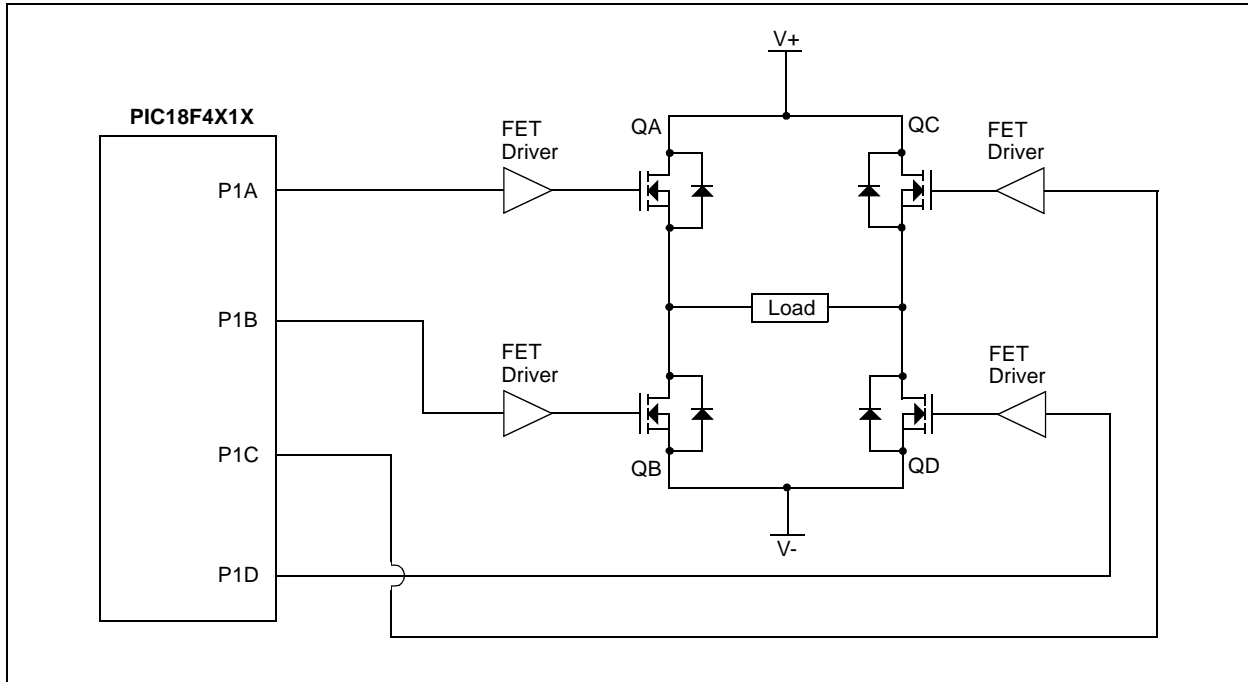 V+
PIC18F4X1X
FET
Driver
QA
QC
FET
Driver
P1A
P1B
Load
FET
Driver
FET
Driver
P1C
QB
QD
V-
P1D